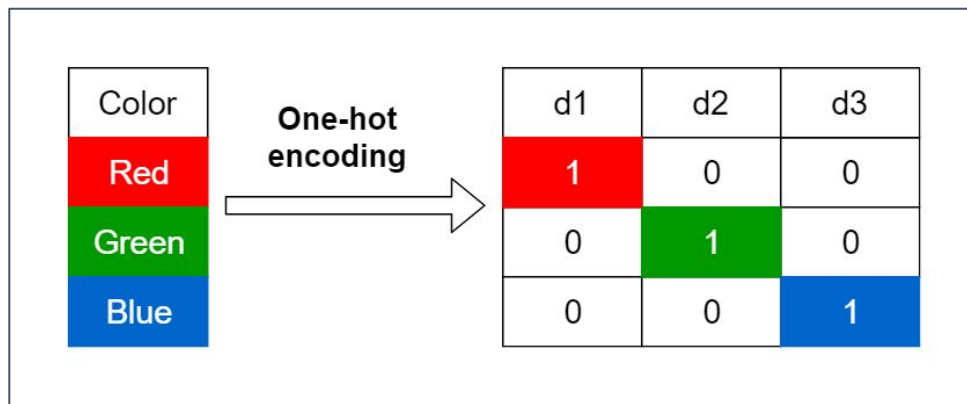 Color
Red
Green
Blue
One-hot
encoding
d1 d2 d3
1 0 0
0 1 0
0 0 1